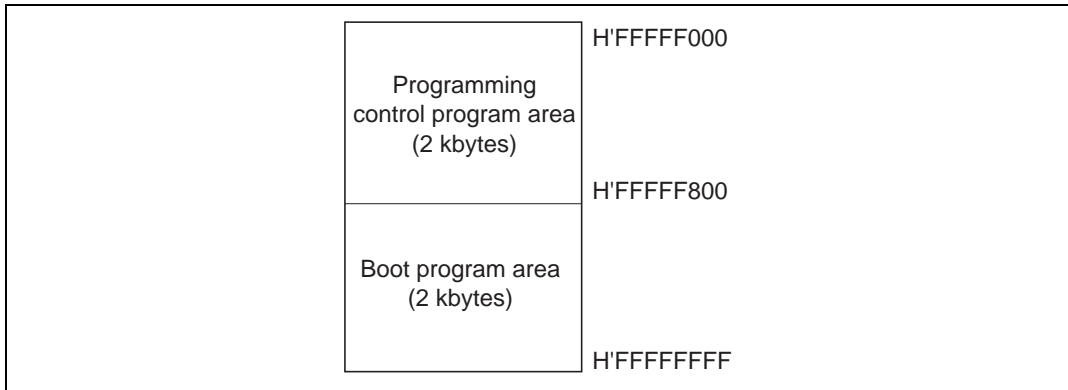 H'FFFFF000
Programming
control program area
(2 kbytes)
H'FFFFF800
Boot program area
(2 kbytes)
H'FFFFFFFF